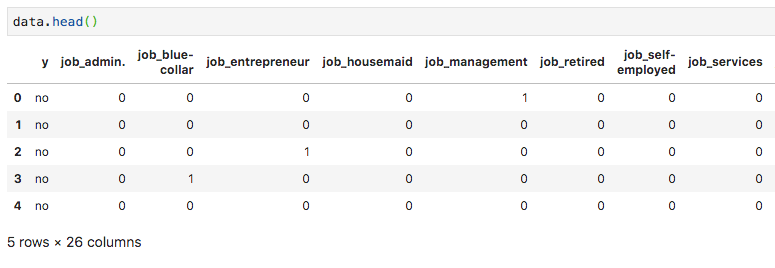 data.head()
y job_admin. job_blue-collar job_entrepreneur job_housemaid job_management job_retired job_self-employed job_services
0 no 0 0 0 0 1 0 0 0
1 no 0 0 0 0 0 0 0 0
2 no 0 0 1 0 0 0 0 0
3 no 0 1 0 0 0 0 0 0
4 no 0 0 0 0 0 0 0 0
5 rows × 26 columns